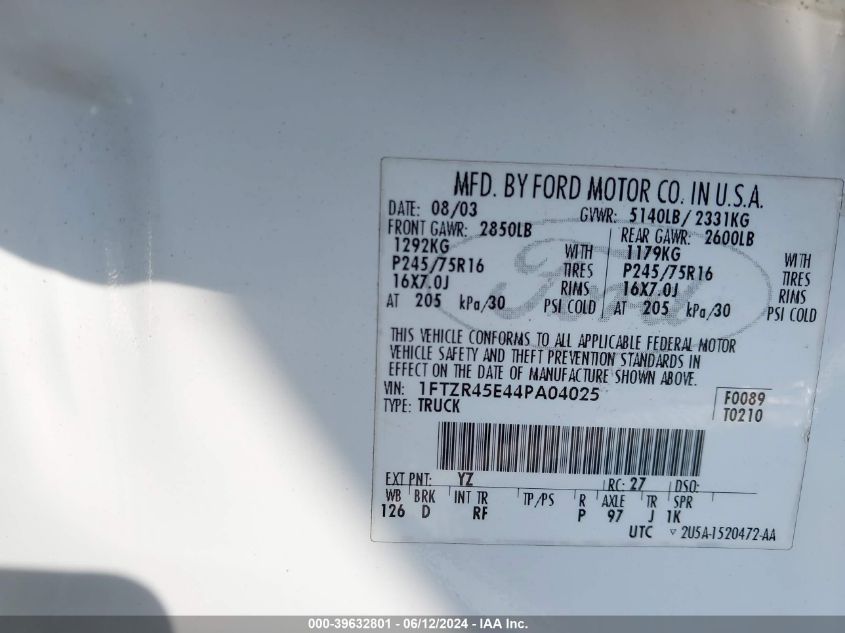 MFD. BY FORD MOTOR CO. IN U.S.A.
DATE: 08/03 GVWR: 5140LB/2331KG
FRONT GAWR: 2850LB REAR GAWR: 2600LB
1292KG WITH 1179KG WITH
P245/75R16 TIRES P245/75R16 TIRES
16X7.0J RIMS 16X7.0J RIMS
AT 205 kPa/30 PSI COLD AT 205 kPa/30 PSI COLD
Ford
THIS VEHICLE CONFORMS TO ALL APPLICABLE FEDERAL MOTOR
VEHICLE SAFETY AND THEFT PREVENTION STANDARDS IN
EFFECT ON THE DATE OF MANUFACTURE SHOWN ABOVE.
VIN: 1FTZR45E44PA04025 F0089
TYPE: TRUCK T0210
EXT PNT: YZ RC: 27 DSO:
WB BRK INT TR TP/PS R AXLE TR SPR
126 D RF P 97 J 1K
UTC ▽ 2U5A-1520472-AA
000-39632801 - 06/12/2024 - IAA Inc.